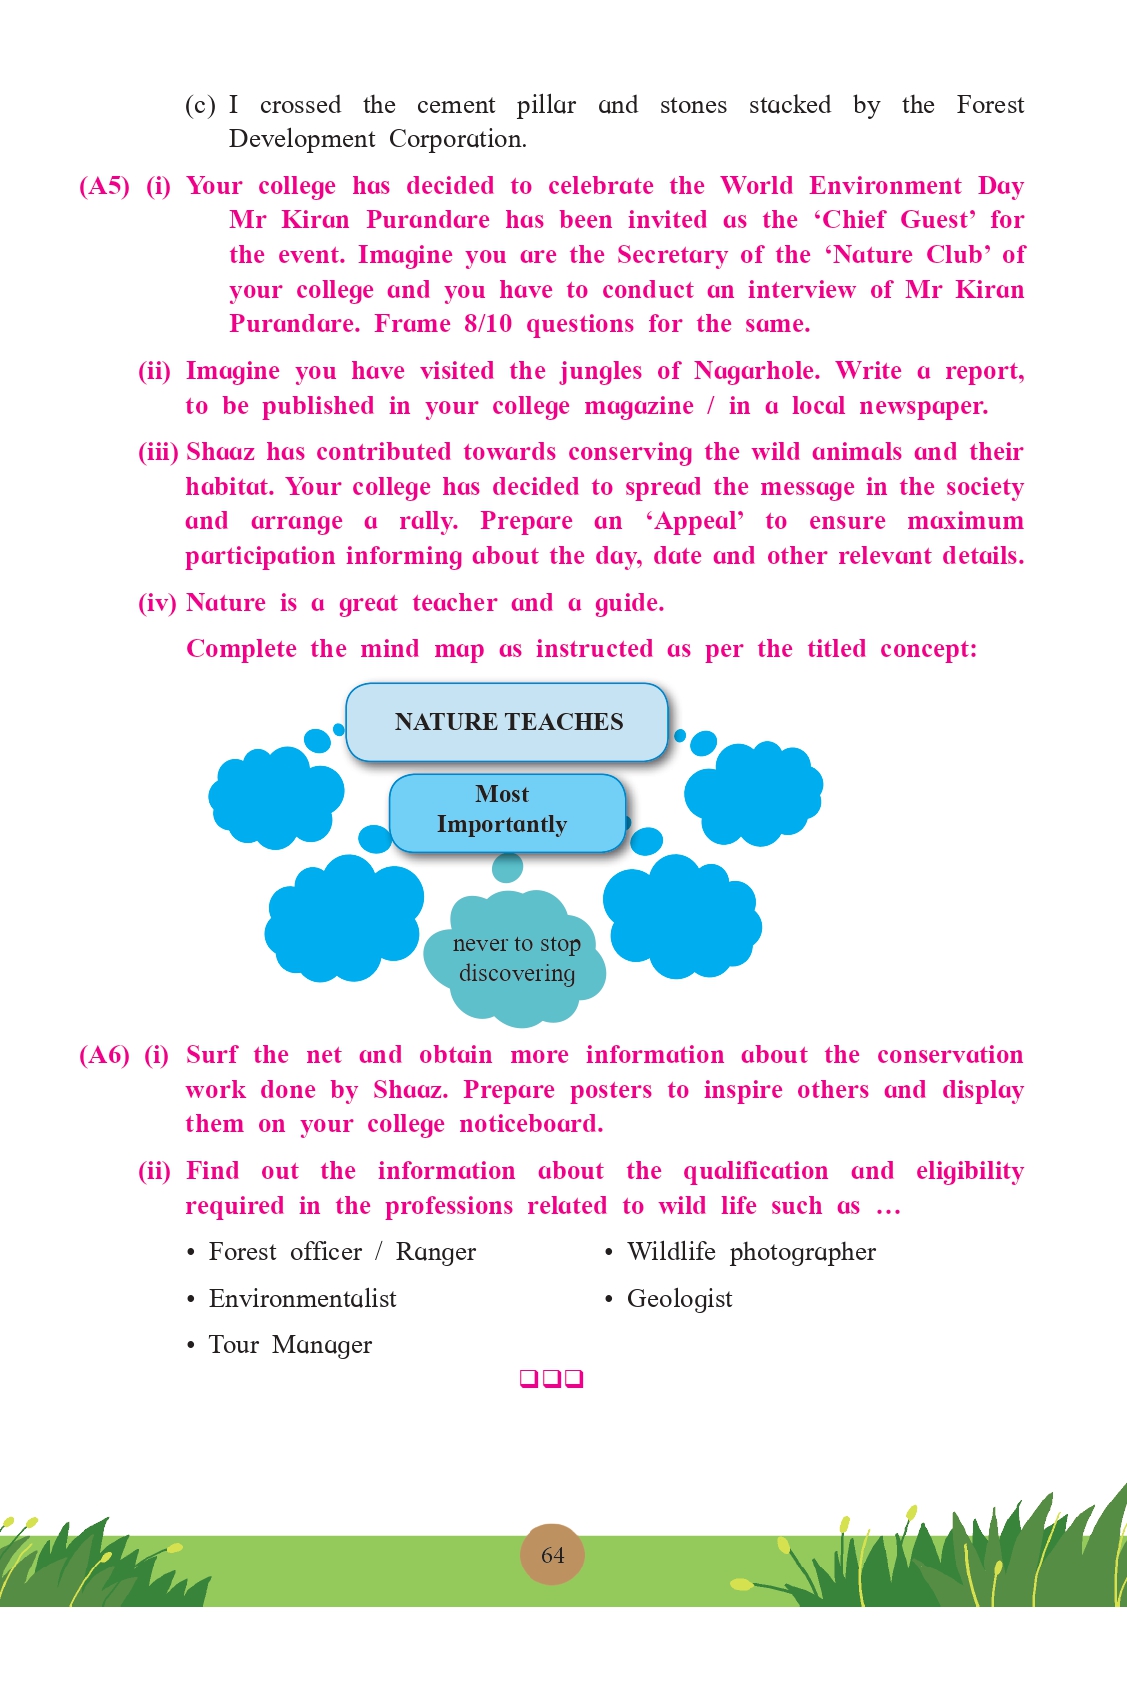 (c) I crossed the cement pillar and stones stacked by the Forest
Development Corporation.
(A5) (i) Your college has decided to celebrate the World Environment Day
Mr Kiran Purandare has been invited as the ‘Chief Guest’ for
the event. Imagine you are the Secretary of the ‘Nature Club’ of
your college and you have to conduct an interview of Mr Kiran
Purandare. Frame 8/10 questions for the same.
(ii) Imagine you have visited the jungles of Nagarhole. Write a report,
to be published in your college magazine / in a local newspaper.
(iii) Shaaz has contributed towards conserving the wild animals and their
habitat. Your college has decided to spread the message in the society
and arrange a rally. Prepare an ‘Appeal’ to ensure maximum
participation informing about the day, date and other relevant details.
(iv) Nature is a great teacher and a guide.
Complete the mind map as instructed as per the titled concept:
NATURE TEACHES
Most
Importantly
never to stop
discovering
(A6) (i) Surf the net and obtain more information about the conservation
work done by Shaaz. Prepare posters to inspire others and display
them on your college noticeboard.
(ii) Find out the information about the qualification and eligibility
required in the professions related to wild life such as …
• Forest officer / Ranger • Wildlife photographer
• Environmentalist • Geologist
• Tour Manager
❑❑❑
64